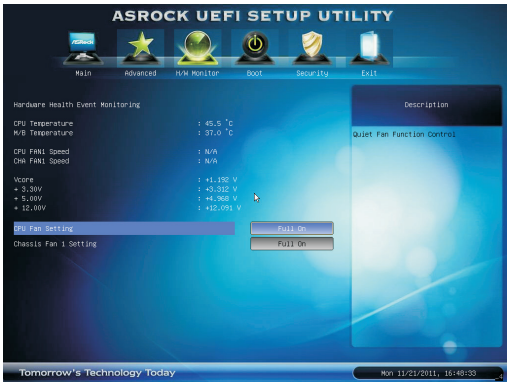 ASROCK UEFI SETUP UTILITY
ASRock
Main Advanced H/W Monitor Boot Security Exit
Hardware Health Event Monitoring
CPU Temperature : 45.5 °C
M/B Temperature : 37.0 °C
CPU FAN1 Speed : N/A
CHA FAN1 Speed : N/A
Vcore : +1.192 V
+ 3.30V : +3.312 V
+ 5.00V : +4.968 V
+ 12.00V : +12.091 V
CPU Fan Setting Full On
Chassis Fan 1 Setting Full On
Description
Quiet Fan Function Control
Tomorrow's Technology Today
Mon 11/21/2011, 16:48:33